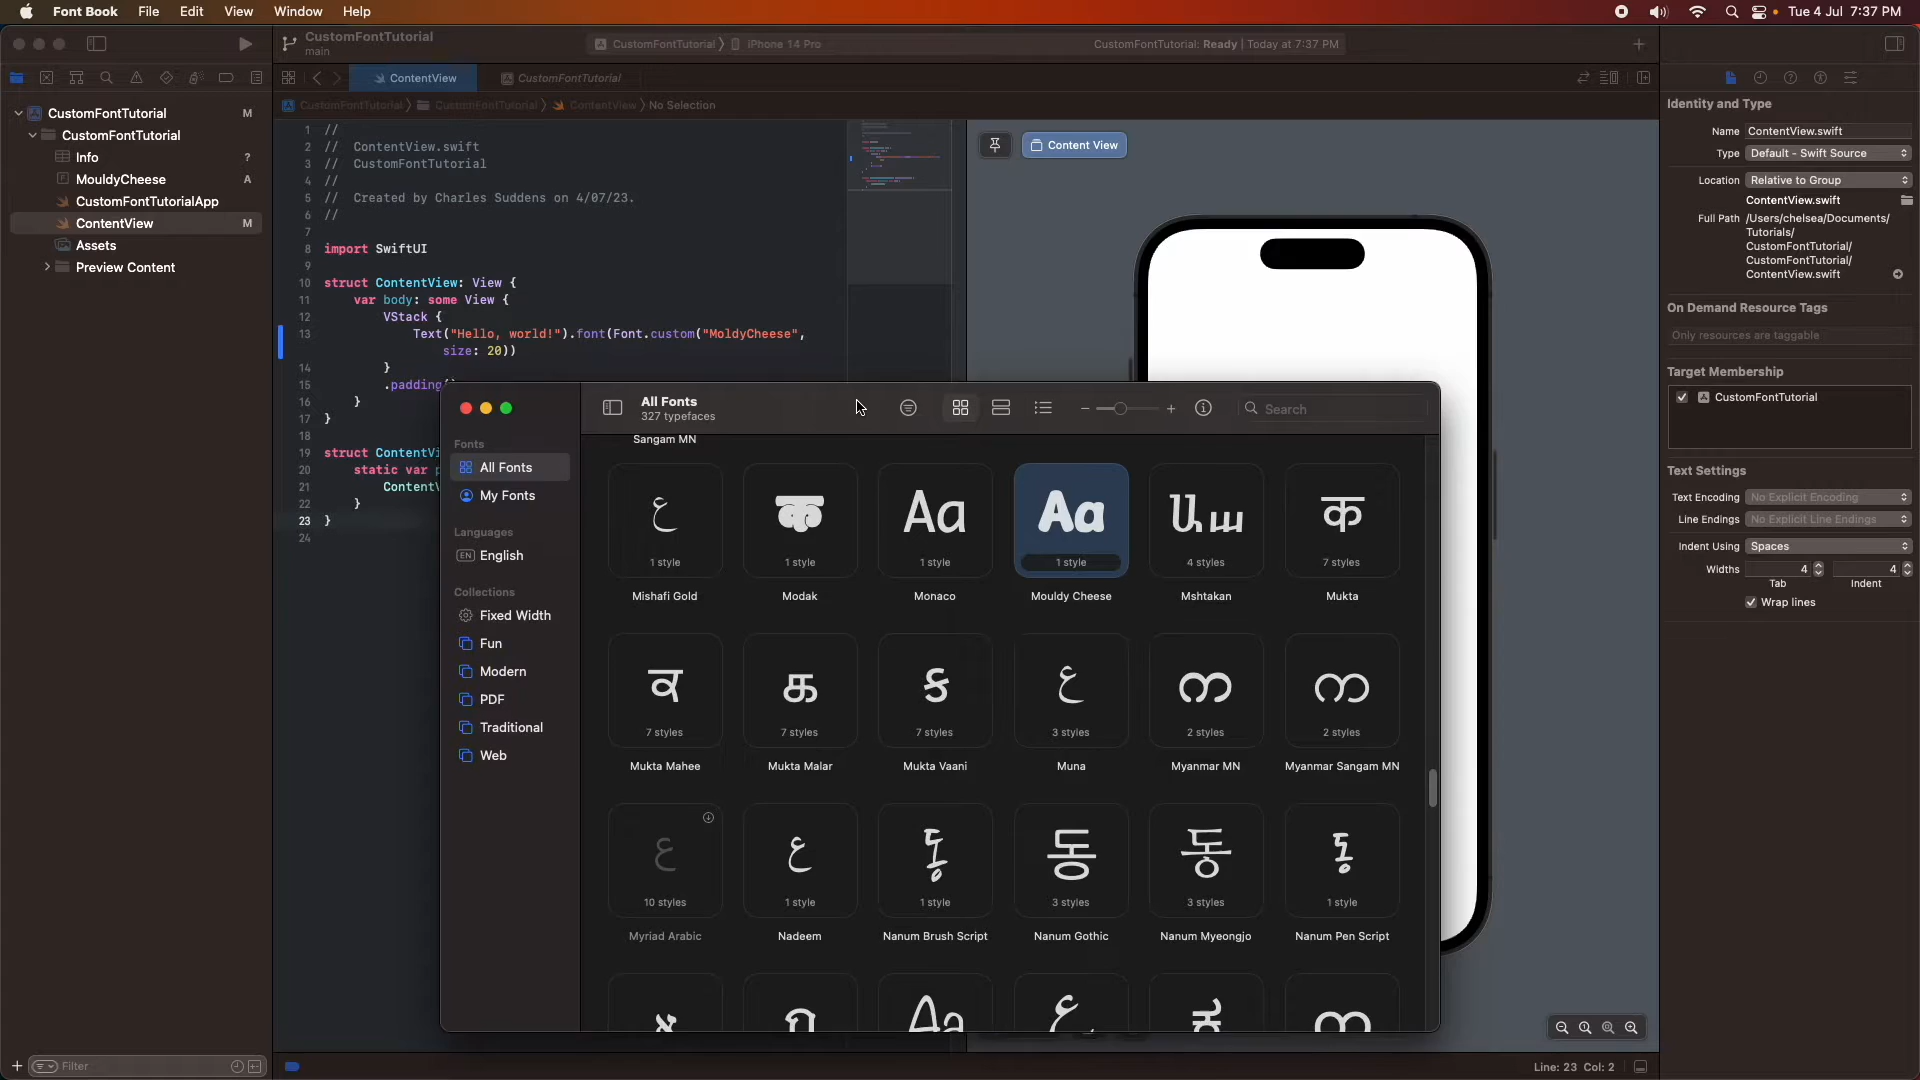 Font Book File Edit View Window Help Tue 4 Jul 7:37 PM
CustomFontTutorial
main
CustomFontTutorial iPhone 14 Pro
CustomFontTutorial: Ready | Today at 7:37 PM
ContentView CustomFontTutorial
CustomFontTutorial CustomFontTutorial ContentView No Selection
CustomFontTutorial M
CustomFontTutorial
Info ?
MouldyCheese A
CustomFontTutorialApp
ContentView M
Assets
Preview Content
Filter
1 //
2 // ContentView.swift
3 // CustomFontTutorial
4 //
5 // Created by Charles Suddens on 4/07/23.
6 //
7
8 import SwiftUI
9
10 struct ContentView: View {
11 var body: some View {
12 VStack {
13 Text("Hello, world!").font(Font.custom("MoldyCheese",
size: 20))
14 }
15 .padding
16 }
17 }
18
19 struct ContentVi
20 static var p
21 Content
22 }
23 }
24
Content View
All Fonts
327 typefaces
Search
Fonts
All Fonts
My Fonts
Languages
EN English
Collections
Fixed Width
Fun
Modern
PDF
Traditional
Web
Sangam MN
ع क Aa Aa Ա ա क
1 style 1 style 1 style 1 style 4 styles 7 styles
Mishafi Gold Modak Monaco Mouldy Cheese Mshtakan Mukta
क க ક ع က က
7 styles 7 styles 7 styles 3 styles 2 styles 2 styles
Mukta Mahee Mukta Malar Mukta Vaani Muna Myanmar MN Myanmar Sangam MN
ع ع 동 동 동 동
10 styles 1 style 1 style 3 styles 3 styles 1 style
Myriad Arabic Nadeem Nanum Brush Script Nanum Gothic Nanum Myeongjo Nanum Pen Script
Aa
Identity and Type
Name ContentView.swift
Type Default - Swift Source
Location Relative to Group
ContentView.swift
Full Path /Users/chelsea/Documents/
Tutorials/
CustomFontTutorial/
CustomFontTutorial/
ContentView.swift
On Demand Resource Tags
Only resources are taggable
Target Membership
CustomFontTutorial
Text Settings
Text Encoding No Explicit Encoding
Line Endings No Explicit Line Endings
Indent Using Spaces
Widths 4 4
Tab Indent
Wrap lines
Line: 23 Col: 2